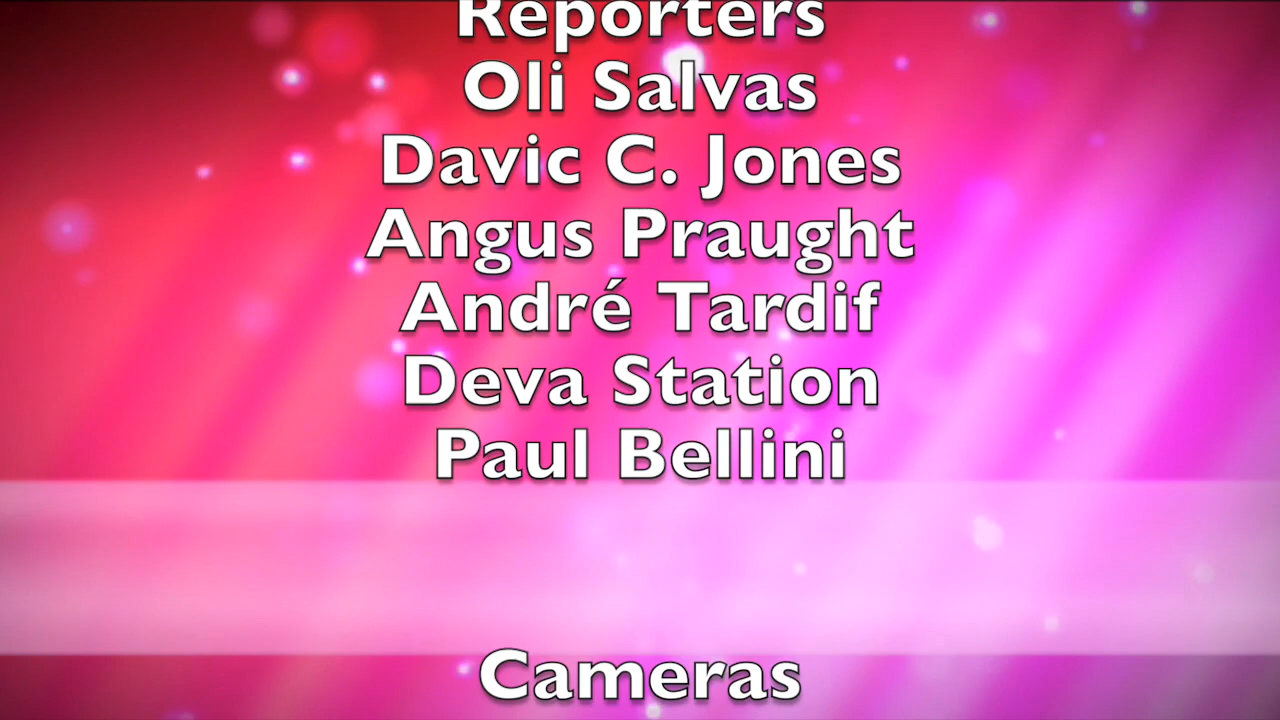 Reporters
Oli Salvas
Davic C. Jones
Angus Praught
André Tardif
Deva Station
Paul Bellini
Cameras